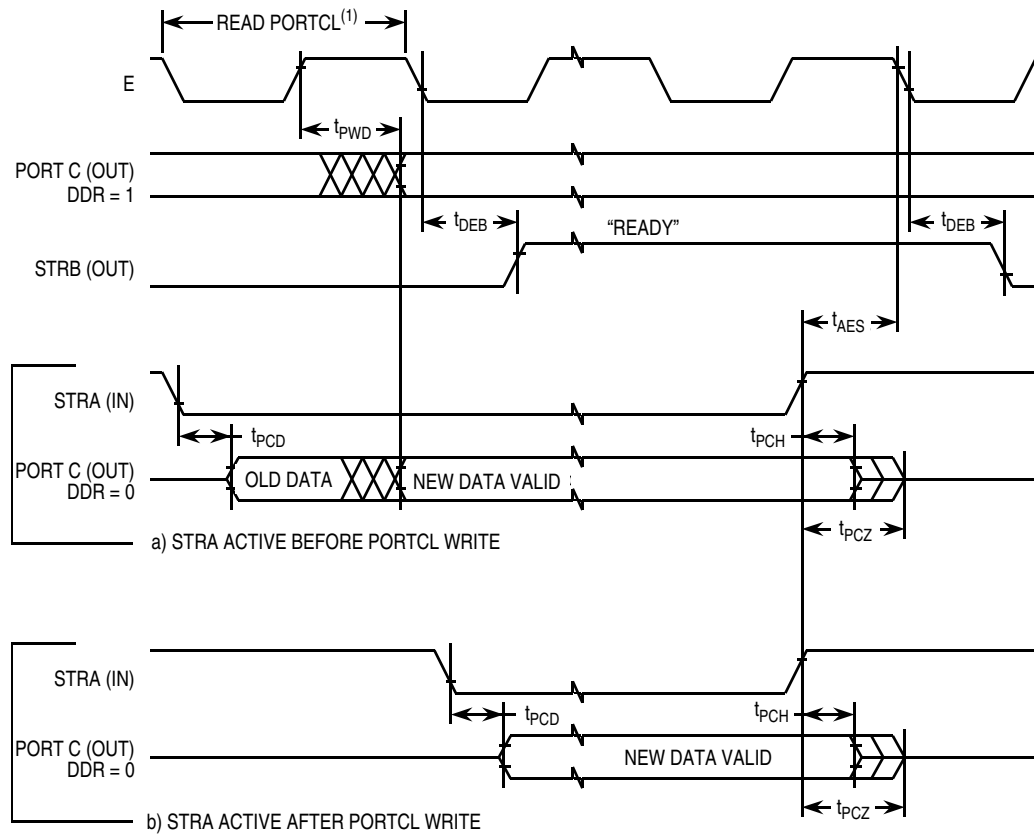 READ PORTCL(1)
E
tPWD
PORT C (OUT)
DDR = 1
tDEB
"READY"
tDEB
STRB (OUT)
tAES
STRA (IN)
tPCD
tPCH
PORT C (OUT)
DDR = 0
OLD DATA
NEW DATA VALID
tPCZ
a) STRA ACTIVE BEFORE PORTCL WRITE
STRA (IN)
tPCD
tPCH
PORT C (OUT)
DDR = 0
NEW DATA VALID
tPCZ
b) STRA ACTIVE AFTER PORTCL WRITE